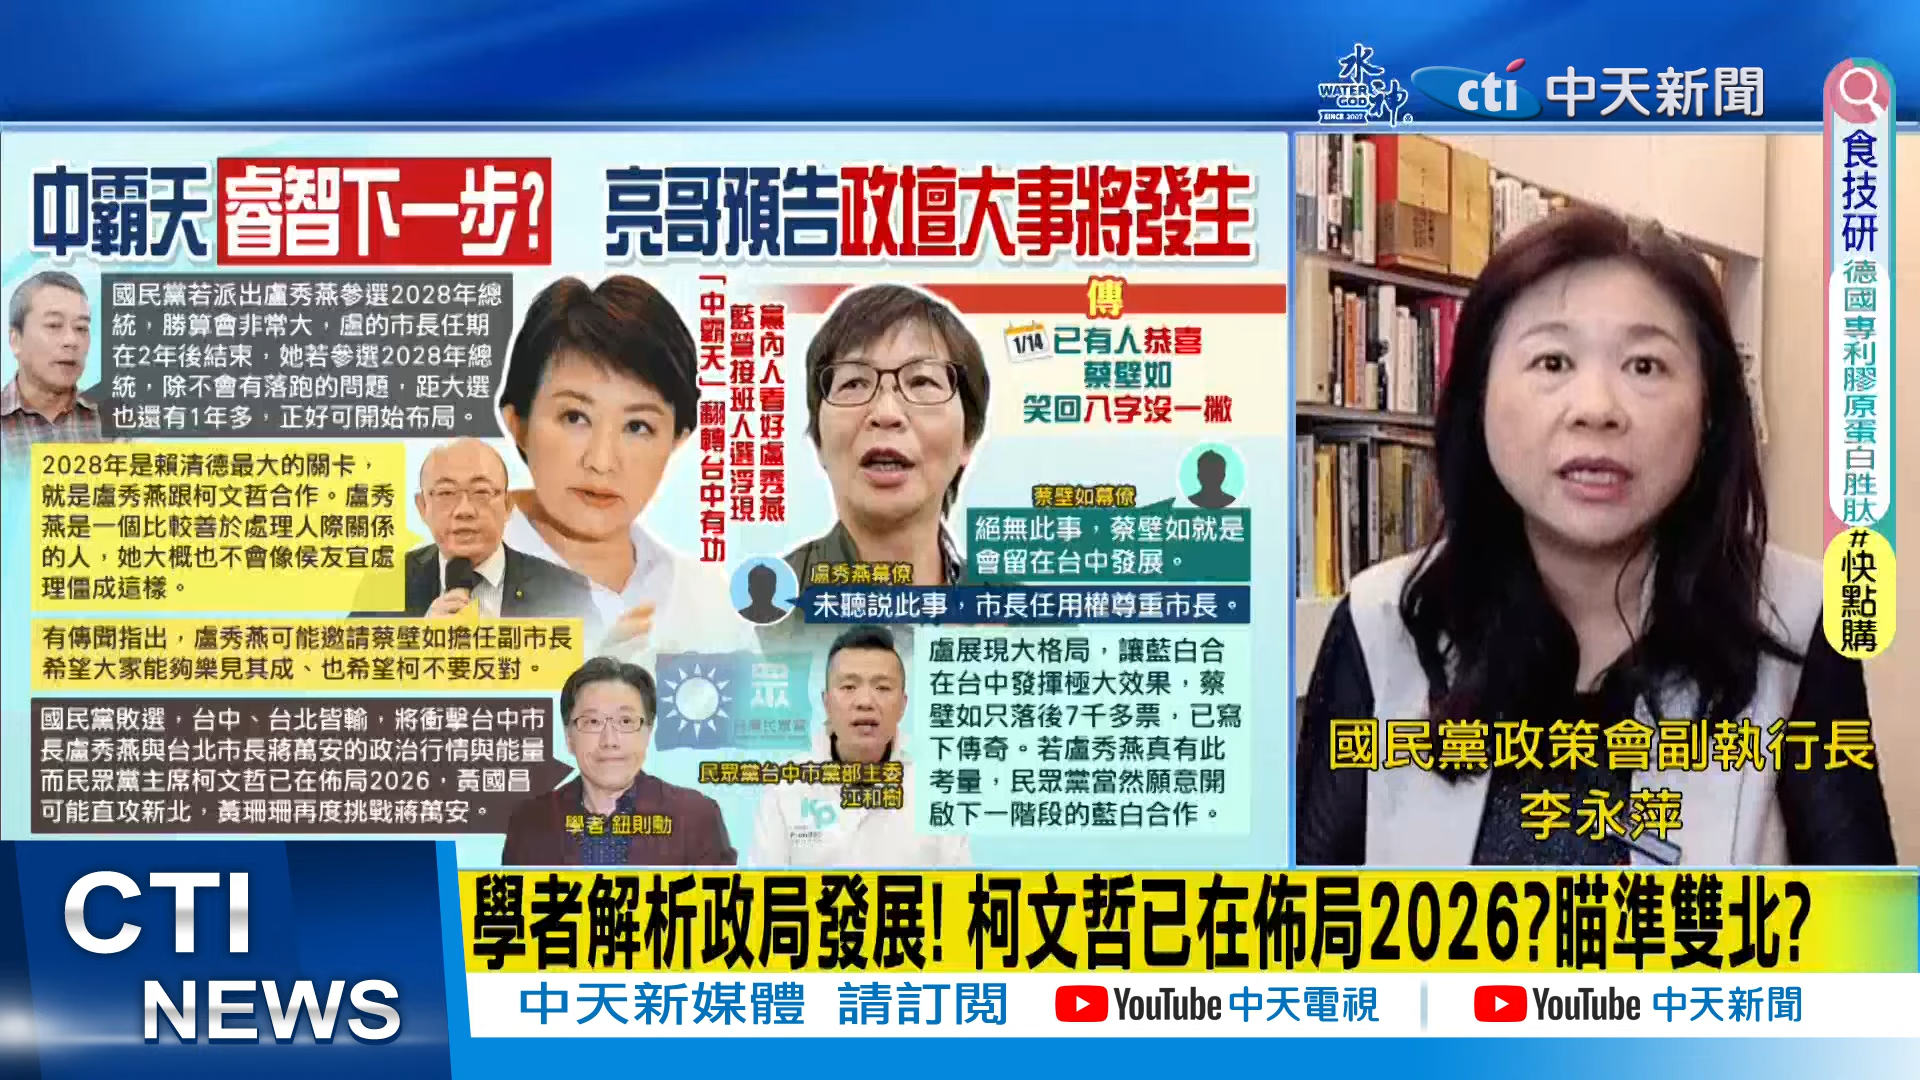 水神
WATER GOD
SINCE 2007
cti 中天新聞
中霸天 睿智下一步?
亮哥預告政壇大事將發生
國民黨若派出盧秀燕參選2028年總
統，勝算會非常大，盧的市長任期
在2年後結束，她若參選2028年總
統，除不會有落跑的問題，距大選
也還有1年多，正好可開始布局。
2028年是賴清德最大的關卡，
就是盧秀燕跟柯文哲合作。盧秀
燕是一個比較善於處理人際關係
的人，她大概也不會像侯友宜處
理僵成這樣。
有傳聞指出，盧秀燕可能邀請蔡壁如擔任副市長
希望大家能夠樂見其成、也希望柯不要反對。
國民黨敗選，台中、台北皆輸，將衝擊台中市
長盧秀燕與台北市長蔣萬安的政治行情與能量
而民眾黨主席柯文哲已在佈局2026，黃國昌
可能直攻新北，黃珊珊再度挑戰蔣萬安。
學者 鈕則勳
黨內人看好盧秀燕
藍營接班人選浮現
「中霸天」翻轉台中有功
傳
1/14 已有人恭喜
蔡壁如
笑回八字沒一撇
蔡壁如幕僚
絕無此事，蔡壁如就是
會留在台中發展。
盧秀燕幕僚
未聽說此事，市長任用權尊重市長。
盧展現大格局，讓藍白合
在台中發揮極大效果，蔡
壁如只落後7千多票，已寫
下傳奇。若盧秀燕真有此
考量，民眾黨當然願意開
啟下一階段的藍白合作。
民眾黨台中市黨部主委
江和樹
KP
國民黨政策會副執行長
李永萍
食技研
德國專利膠原蛋白胜肽
#快點購
CTI
NEWS
學者解析政局發展! 柯文哲已在佈局2026?瞄準雙北?
中天新媒體 請訂閱 YouTube 中天電視 YouTube 中天新聞